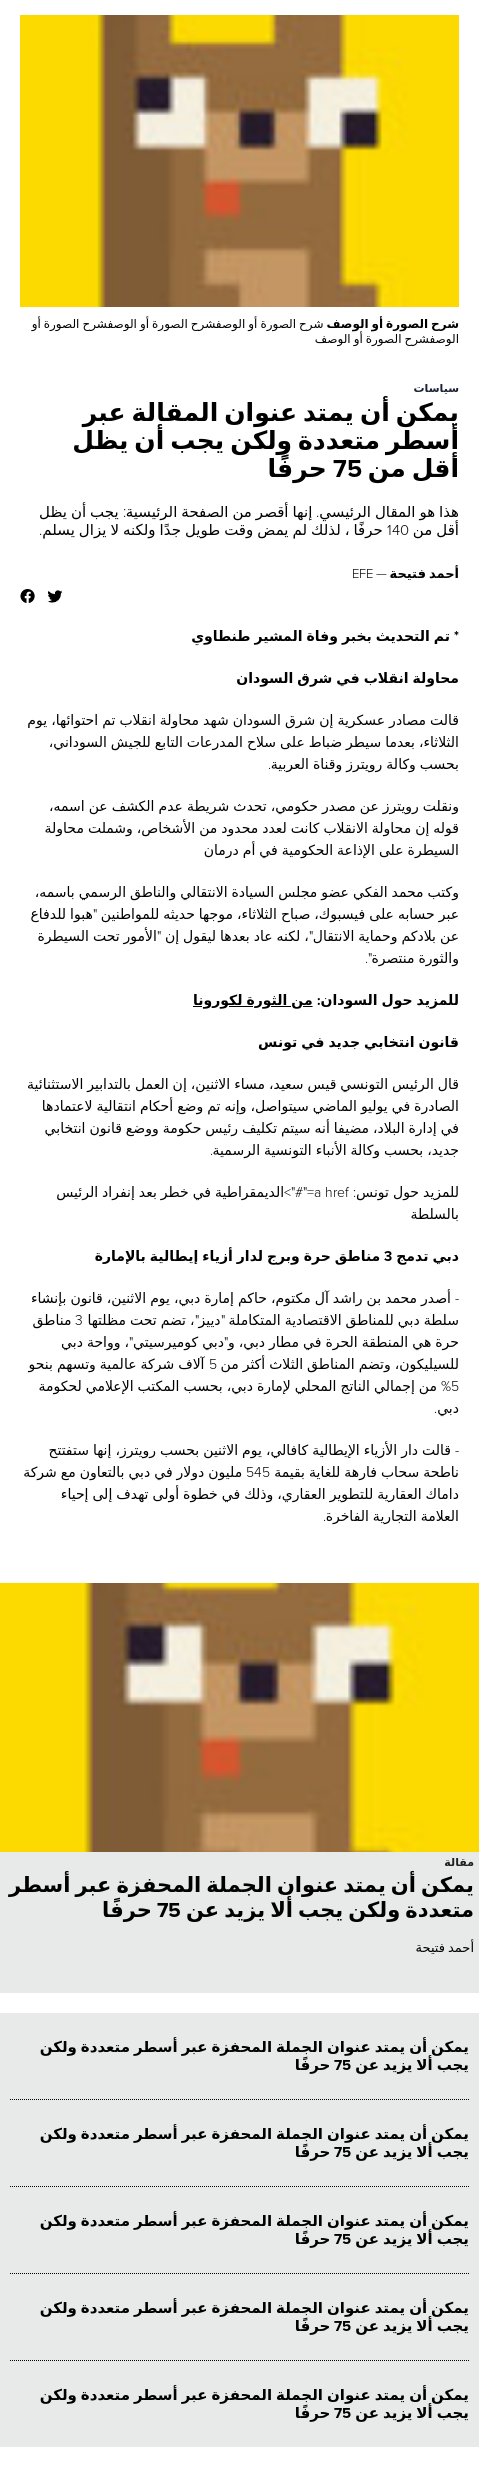 شرح الصورة أو الوصف شرح الصورة أو الوصفشرح الصورة أو الوصفشرح الصورة أو
الوصفشرح الصورة أو الوصف
سياسات
يمكن أن يمتد عنوان المقالة عبر
أسطر متعددة ولكن يجب أن يظل
أقل من 75 حرفًا
هذا هو المقال الرئيسي. إنها أقصر من الصفحة الرئيسية: يجب أن يظل
أقل من 140 حرفًا ، لذلك لم يمض وقت طويل جدًا ولكنه لا يزال يسلم.
أحمد فتيحة — EFE
* تم التحديث بخبر وفاة المشير طنطاوي
محاولة انقلاب في شرق السودان
قالت مصادر عسكرية إن شرق السودان شهد محاولة انقلاب تم احتوائها، يوم
الثلاثاء، بعدما سيطر ضباط على سلاح المدرعات التابع للجيش السوداني،
بحسب وكالة رويترز وقناة العربية.
ونقلت رويترز عن مصدر حكومي، تحدث شريطة عدم الكشف عن اسمه،
قوله إن محاولة الانقلاب كانت لعدد محدود من الأشخاص، وشملت محاولة
السيطرة على الإذاعة الحكومية في أم درمان
وكتب محمد الفكي عضو مجلس السيادة الانتقالي والناطق الرسمي باسمه،
عبر حسابه على فيسبوك، صباح الثلاثاء، موجها حديثه للمواطنين "هبوا للدفاع
عن بلادكم وحماية الانتقال"، لكنه عاد بعدها ليقول إن "الأمور تحت السيطرة
والثورة منتصرة".
للمزيد حول السودان: من الثورة لكورونا
قانون انتخابي جديد في تونس
قال الرئيس التونسي قيس سعيد، مساء الاثنين، إن العمل بالتدابير الاستثنائية
الصادرة في يوليو الماضي سيتواصل، وإنه تم وضع أحكام انتقالية لاعتمادها
في إدارة البلاد، مضيفا أنه سيتم تكليف رئيس حكومة ووضع قانون انتخابي
جديد، بحسب وكالة الأنباء التونسية الرسمية.
للمزيد حول تونس: a href="#">الديمقراطية في خطر بعد إنفراد الرئيس
بالسلطة
دبي تدمج 3 مناطق حرة وبرج لدار أزياء إيطالية بالإمارة
- أصدر محمد بن راشد آل مكتوم، حاكم إمارة دبي، يوم الاثنين، قانون بإنشاء
سلطة دبي للمناطق الاقتصادية المتكاملة "دييز"، تضم تحت مظلتها 3 مناطق
حرة هي المنطقة الحرة في مطار دبي، و"دبي كوميرسيتي"، وواحة دبي
للسيليكون، وتضم المناطق الثلاث أكثر من 5 آلاف شركة عالمية وتسهم بنحو
5% من إجمالي الناتج المحلي لإمارة دبي، بحسب المكتب الإعلامي لحكومة
دبي.
- قالت دار الأزياء الإيطالية كافالي، يوم الاثنين بحسب رويترز، إنها ستفتتح
ناطحة سحاب فارهة للغاية بقيمة 545 مليون دولار في دبي بالتعاون مع شركة
داماك العقارية للتطوير العقاري، وذلك في خطوة أولى تهدف إلى إحياء
العلامة التجارية الفاخرة.
مقالة
يمكن أن يمتد عنوان الجملة المحفزة عبر أسطر
متعددة ولكن يجب ألا يزيد عن 75 حرفًا
أحمد فتيحة
يمكن أن يمتد عنوان الجملة المحفزة عبر أسطر متعددة ولكن
يجب ألا يزيد عن 75 حرفًا
يمكن أن يمتد عنوان الجملة المحفزة عبر أسطر متعددة ولكن
يجب ألا يزيد عن 75 حرفًا
يمكن أن يمتد عنوان الجملة المحفزة عبر أسطر متعددة ولكن
يجب ألا يزيد عن 75 حرفًا
يمكن أن يمتد عنوان الجملة المحفزة عبر أسطر متعددة ولكن
يجب ألا يزيد عن 75 حرفًا
يمكن أن يمتد عنوان الجملة المحفزة عبر أسطر متعددة ولكن
يجب ألا يزيد عن 75 حرفًا